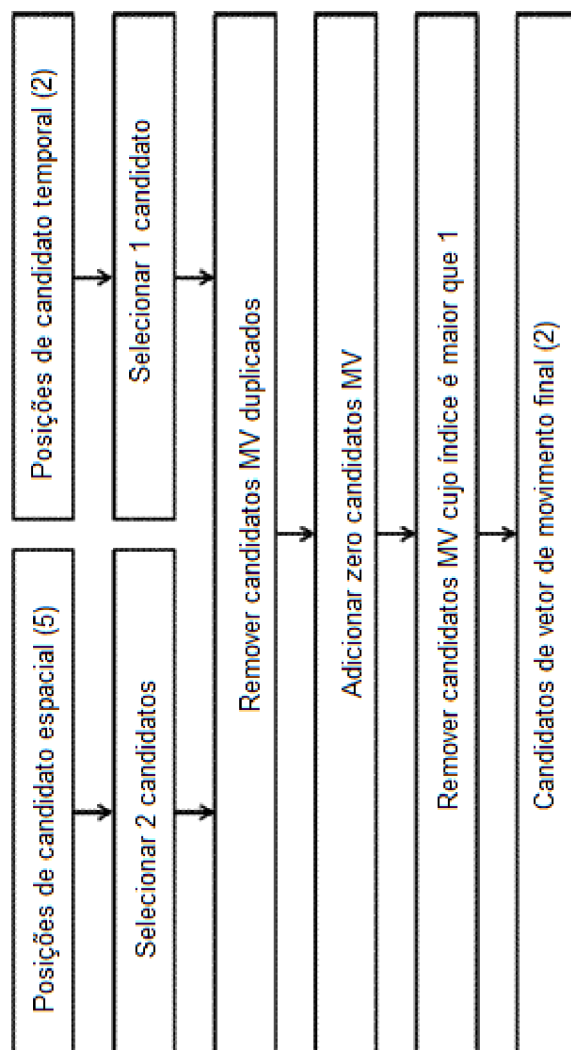 Posições de candidato espacial (5)
Posições de candidato temporal (2)
Selecionar 2 candidatos
Selecionar 1 candidato
Remover candidatos MV duplicados
Adicionar zero candidatos MV
Remover candidatos MV cujo índice é maior que 1
Candidatos de vetor de movimento final (2)